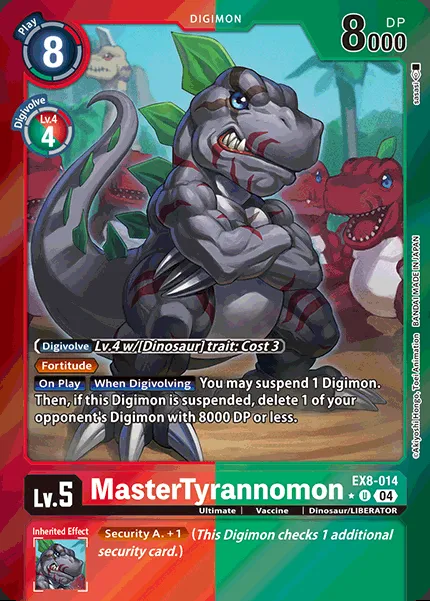 Play
8
DIGIMON
DP
8000
Digivolve
Lv.4
4
sasasi
©Akiyoshi Hongo, Toei Animation BANDAI MADE IN JAPAN
Digivolve Lv.4 w/[Dinosaur] trait: Cost 3
Fortitude
On Play When Digivolving You may suspend 1 Digimon.
Then, if this Digimon is suspended, delete 1 of your
opponent's Digimon with 8000 DP or less.
EX8-014
Lv.5 MasterTyrannomon U 04
Ultimate | Vaccine | Dinosaur/LIBERATOR
Inherited Effect
Security A. +1 (This Digimon checks 1 additional
security card.)